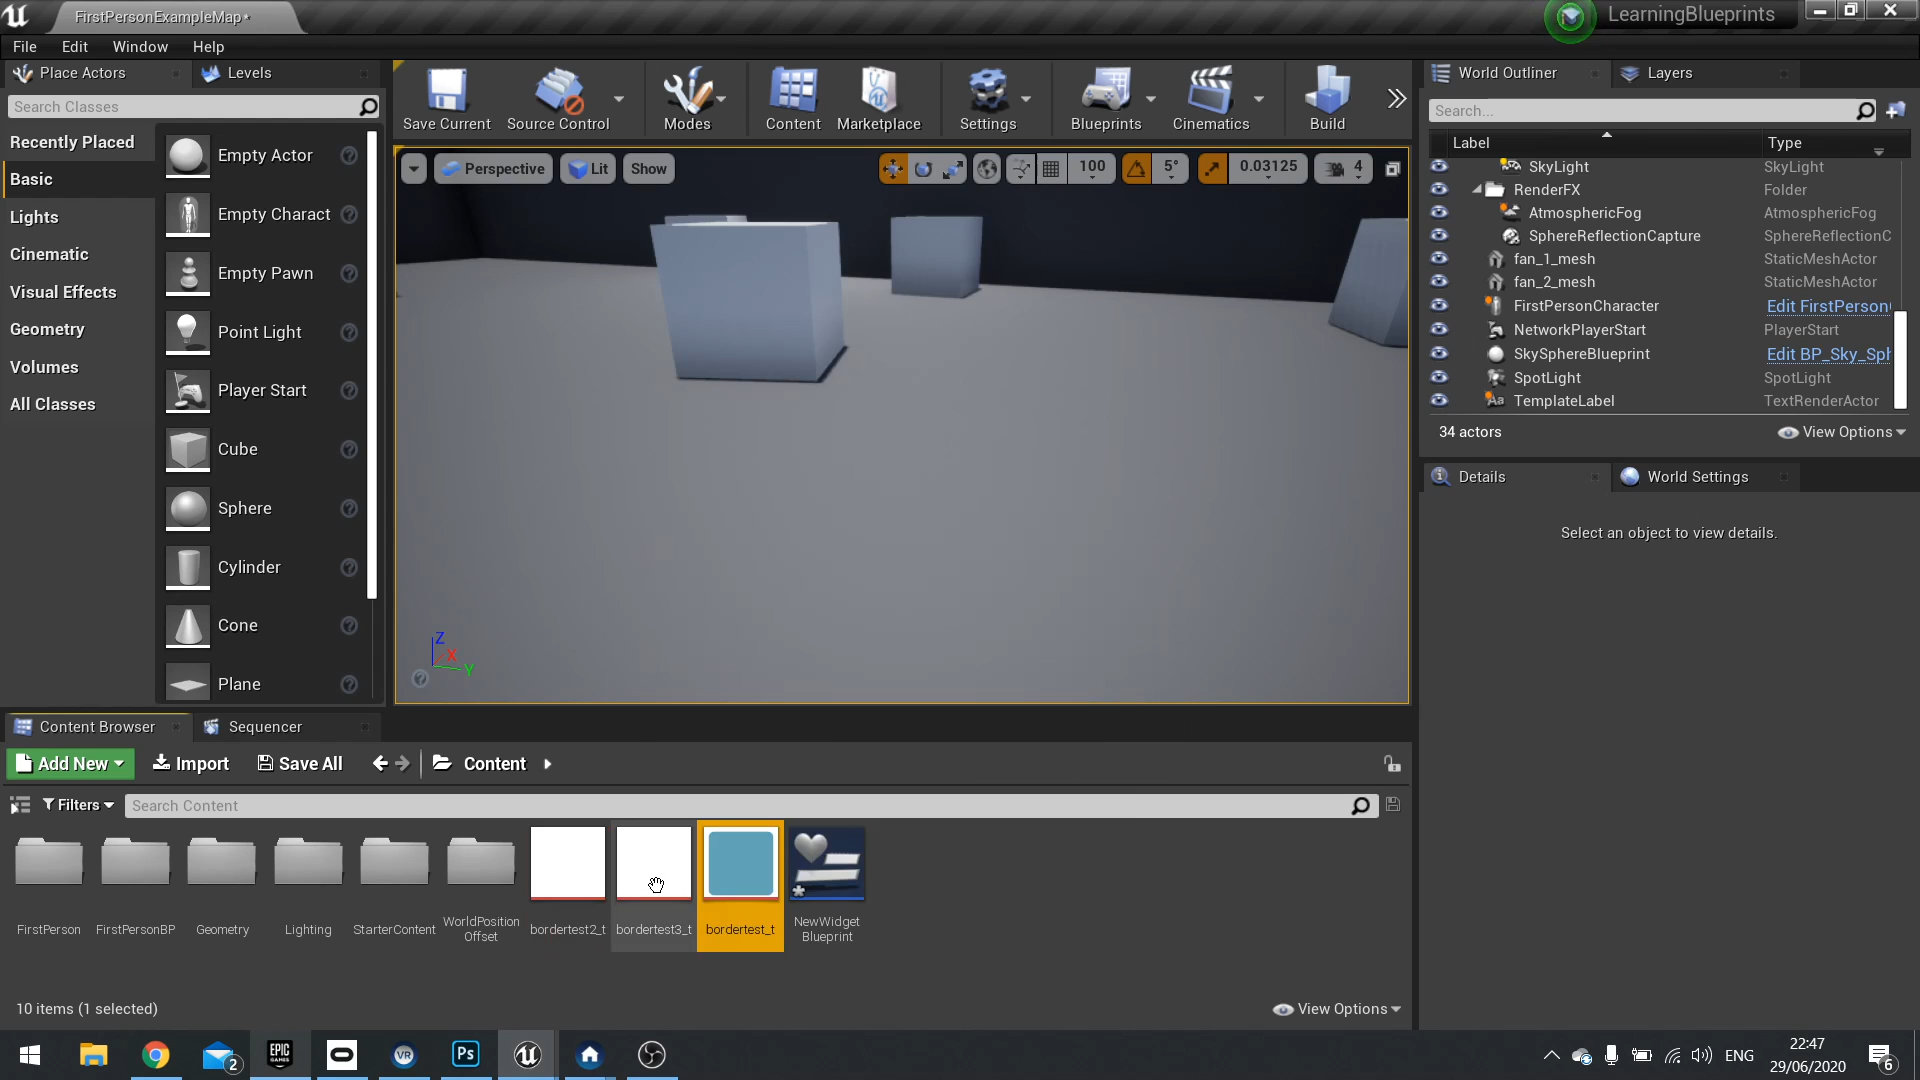 FirstPersonExampleMap*
LearningBlueprints
File Edit Window Help
Place Actors
Levels
Search Classes
Recently Placed
Basic
Lights
Cinematic
Visual Effects
Geometry
Volumes
All Classes
Empty Actor
Empty Charact
Empty Pawn
Point Light
Player Start
Cube
Sphere
Cylinder
Cone
Plane
Save Current
Source Control
Modes
Content
Marketplace
Settings
Blueprints
Cinematics
Build
Perspective
Lit
Show
100
5°
0.03125
4
Z
X
Y
World Outliner
Layers
Search...
Label Type
SkyLight SkyLight
RenderFX Folder
AtmosphericFog AtmosphericFog
SphereReflectionCapture SphereReflectionC
fan_1_mesh StaticMeshActor
fan_2_mesh StaticMeshActor
FirstPersonCharacter Edit FirstPerson
NetworkPlayerStart PlayerStart
SkySphereBlueprint Edit BP_Sky_Sph
SpotLight SpotLight
TemplateLabel TextRenderActor
34 actors
View Options
Details
World Settings
Select an object to view details.
Content Browser
Sequencer
Add New
Import
Save All
Content
Filters
Search Content
FirstPerson
FirstPersonBP
Geometry
Lighting
StarterContent
WorldPosition
Offset
bordertest2_t
bordertest3_t
bordertest_t
NewWidget
Blueprint
10 items (1 selected)
View Options
2
EPIC
GAMES
VR
Ps
ENG
22:47
29/06/2020
6